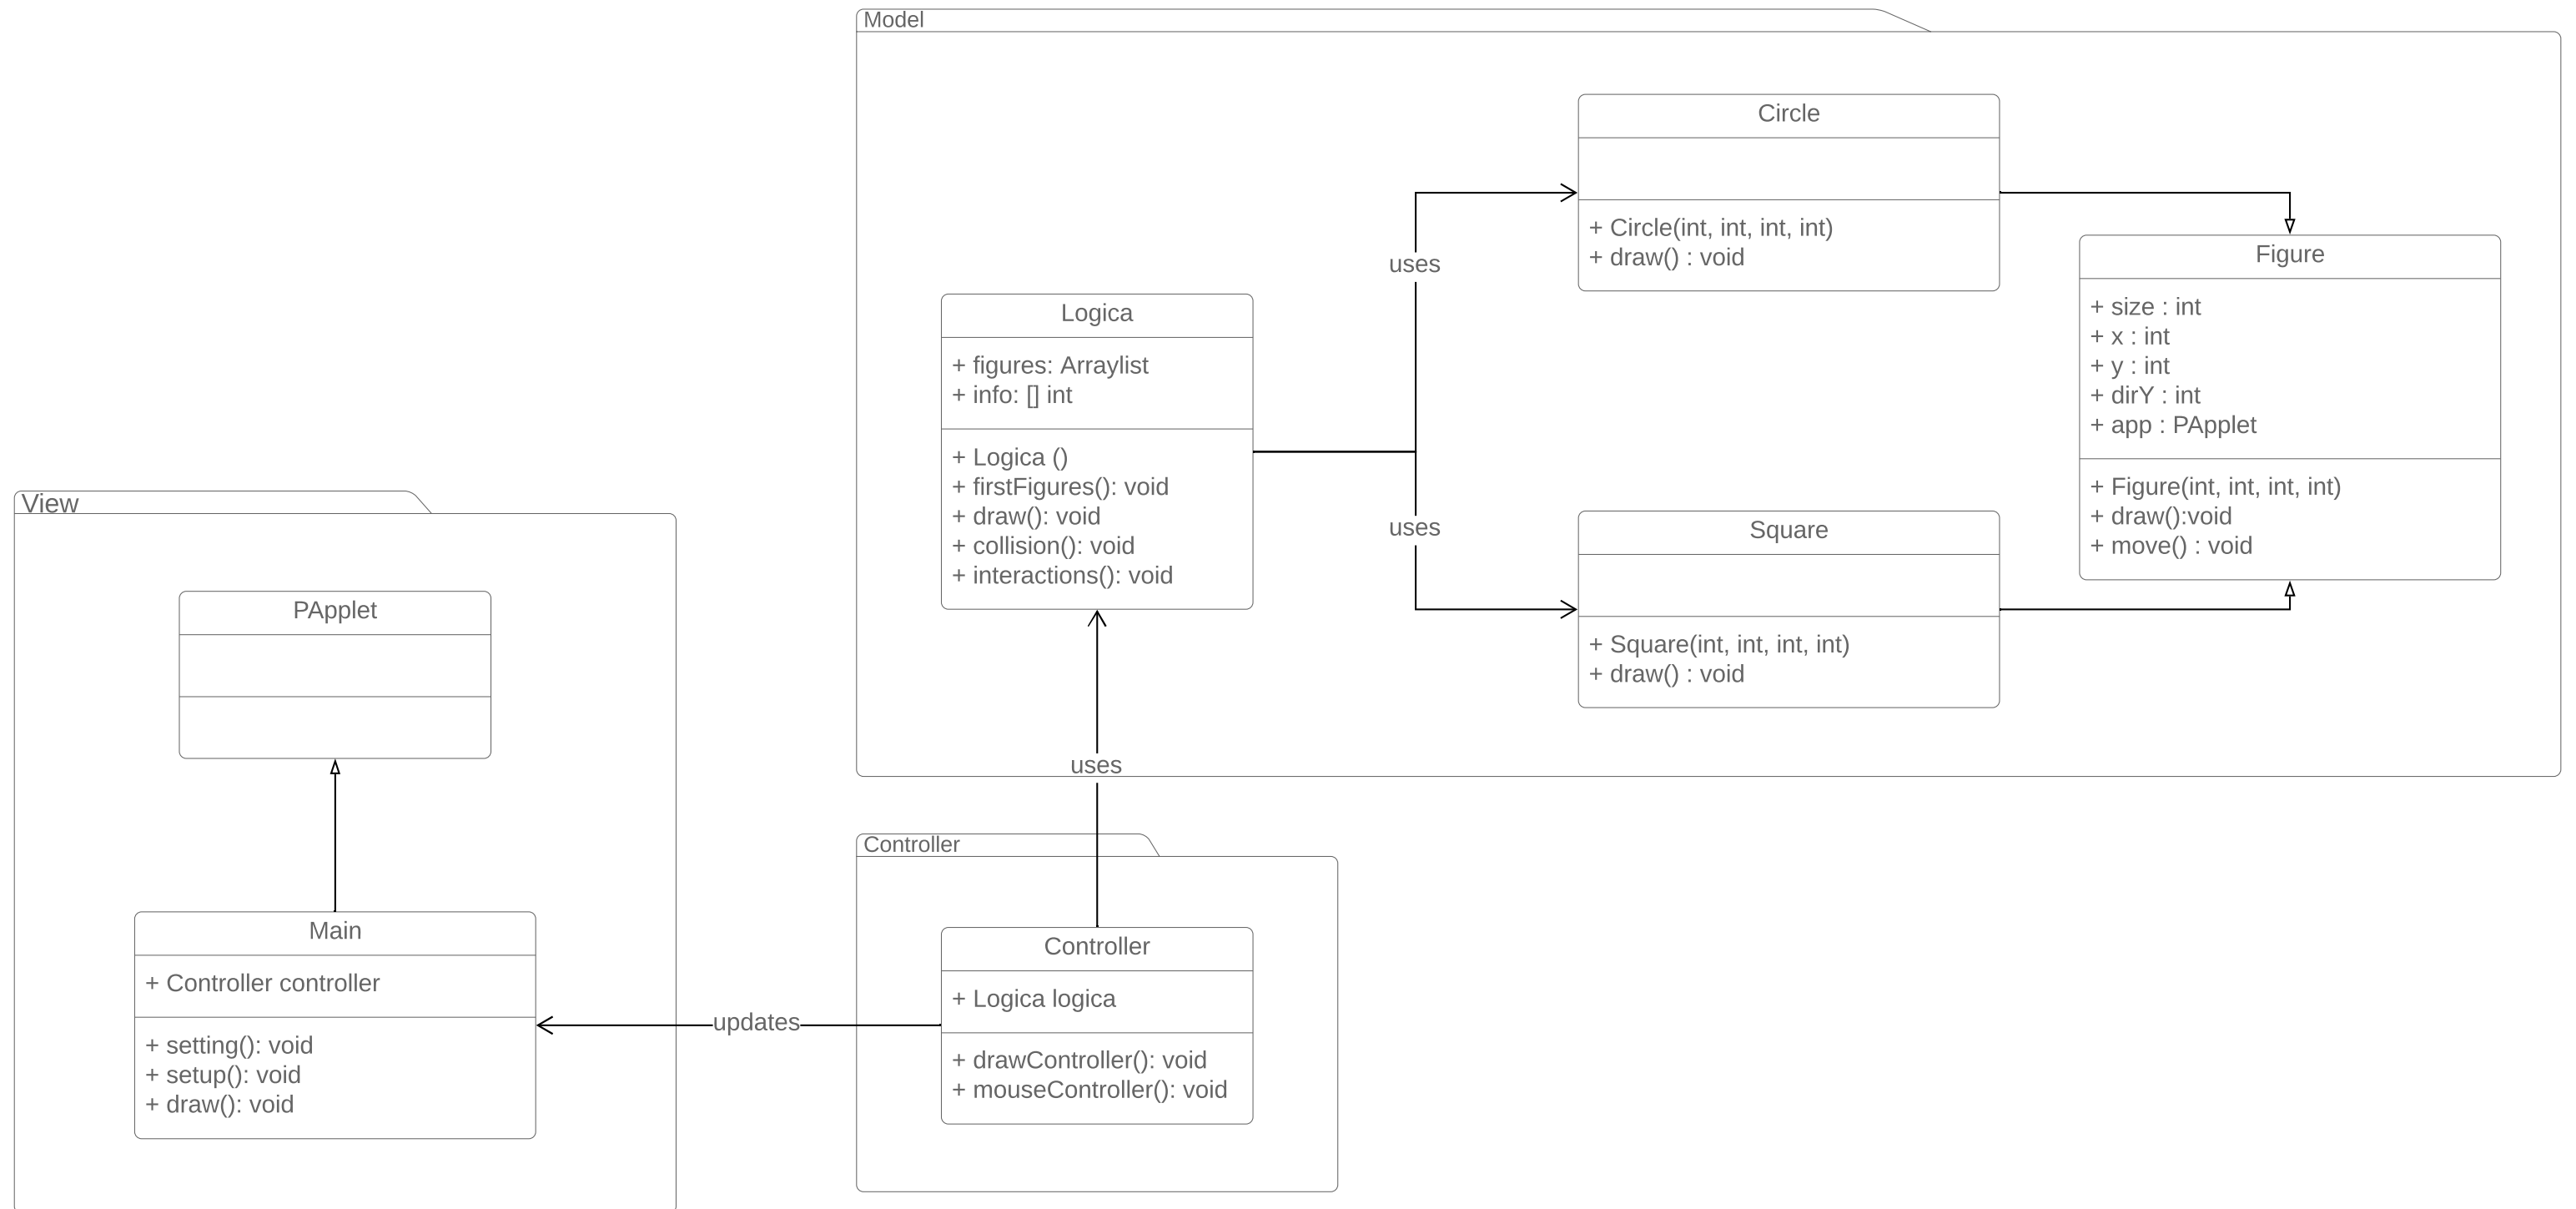 Model
Circle
+ Circle(int, int, int, int)
+ draw() : void
uses
Figure
+ size : int
+ x : int
+ y : int
+ dirY : int
+ app : PApplet
+ Figure(int, int, int, int)
+ draw():void
+ move() : void
Logica
+ figures: Arraylist
+ info: [] int
+ Logica ()
+ firstFigures(): void
+ draw(): void
+ collision(): void
+ interactions(): void
uses
Square
+ Square(int, int, int, int)
+ draw() : void
View
PApplet
uses
Controller
Main
+ Controller controller
+ setting(): void
+ setup(): void
+ draw(): void
updates
Controller
+ Logica logica
+ drawController(): void
+ mouseController(): void